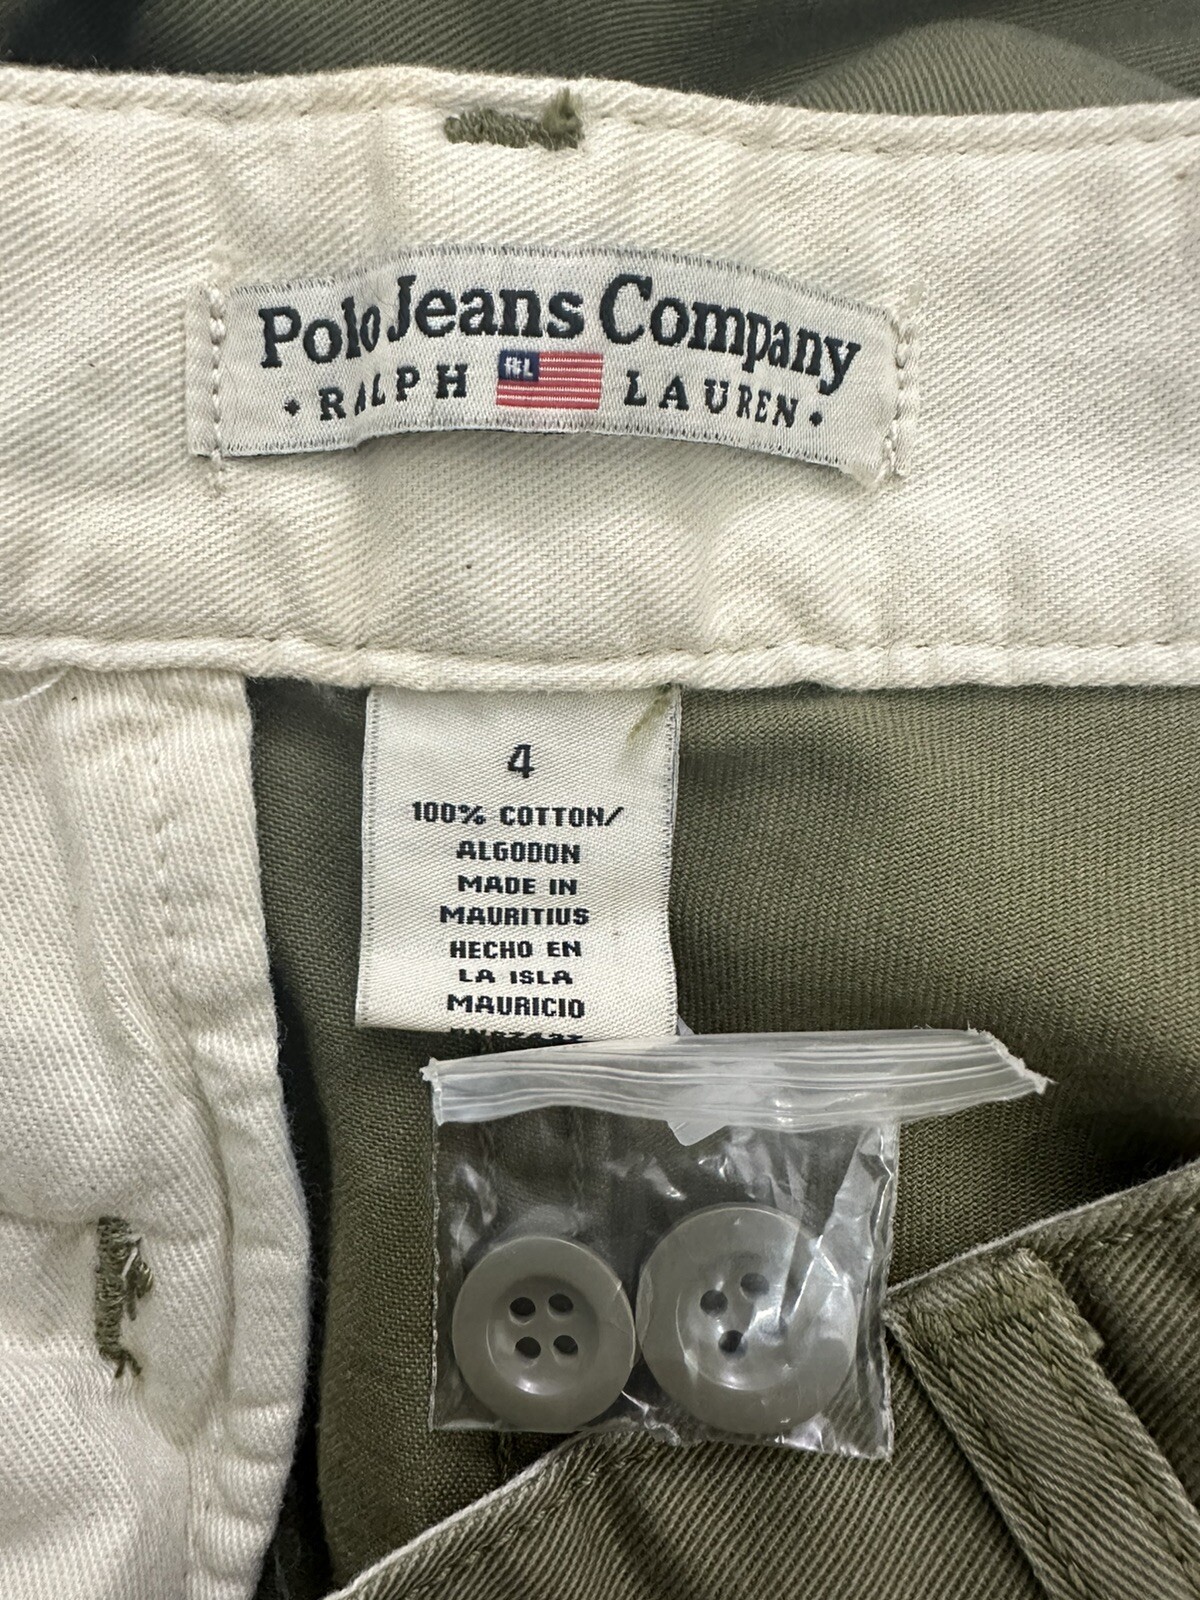 Polo Jeans Company
• RALPH RL LAUREN •
4
100% COTTON/
ALGODON
MADE IN
MAURITIUS
HECHO EN
LA ISLA
MAURICIO